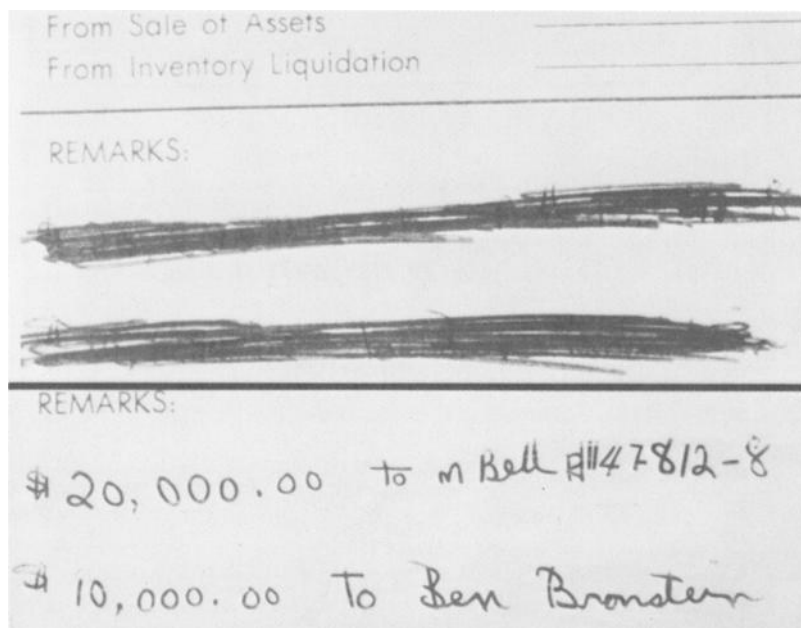 From Sale of Assets
From Inventory Liquidation
REMARKS:
REMARKS:
$ 20,000.00 to M Bell #47812-8
$ 10,000.00 To Ben Bronstein